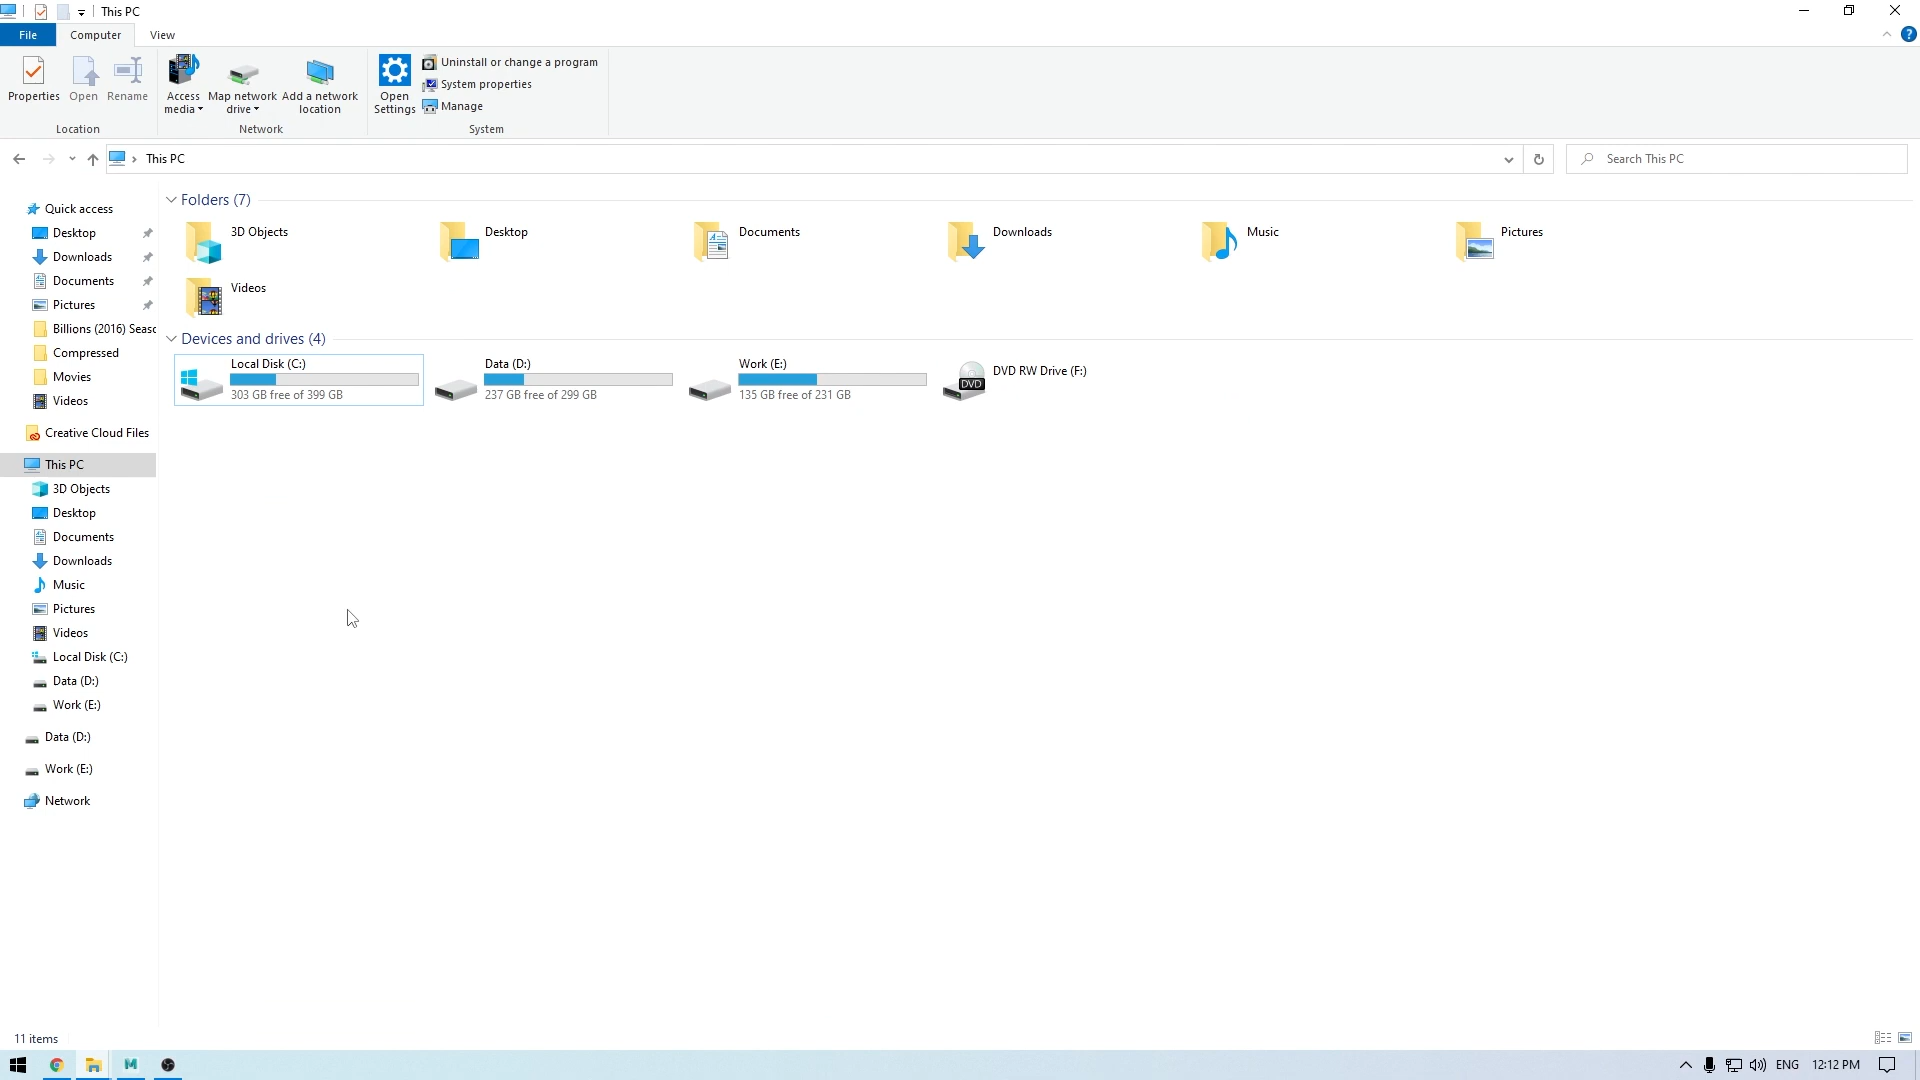 This PC
File
Computer
View
?
Properties
Open
Rename
Access
media
Map network
drive
Add a network
location
Open
Settings
Uninstall or change a program
System properties
Manage
Location
Network
System
This PC
Search This PC
Quick access
Desktop
Downloads
Documents
Pictures
Billions (2016) Seasc
Compressed
Movies
Videos
Creative Cloud Files
This PC
3D Objects
Desktop
Documents
Downloads
Music
Pictures
Videos
Local Disk (C:)
Data (D:)
Work (E:)
Data (D:)
Work (E:)
Network
Folders (7)
3D Objects
Desktop
Documents
Downloads
Music
Pictures
Videos
Devices and drives (4)
Local Disk (C:)
303 GB free of 399 GB
Data (D:)
237 GB free of 299 GB
Work (E:)
135 GB free of 231 GB
DVD
DVD RW Drive (F:)
11 items
M
ENG
12:12 PM